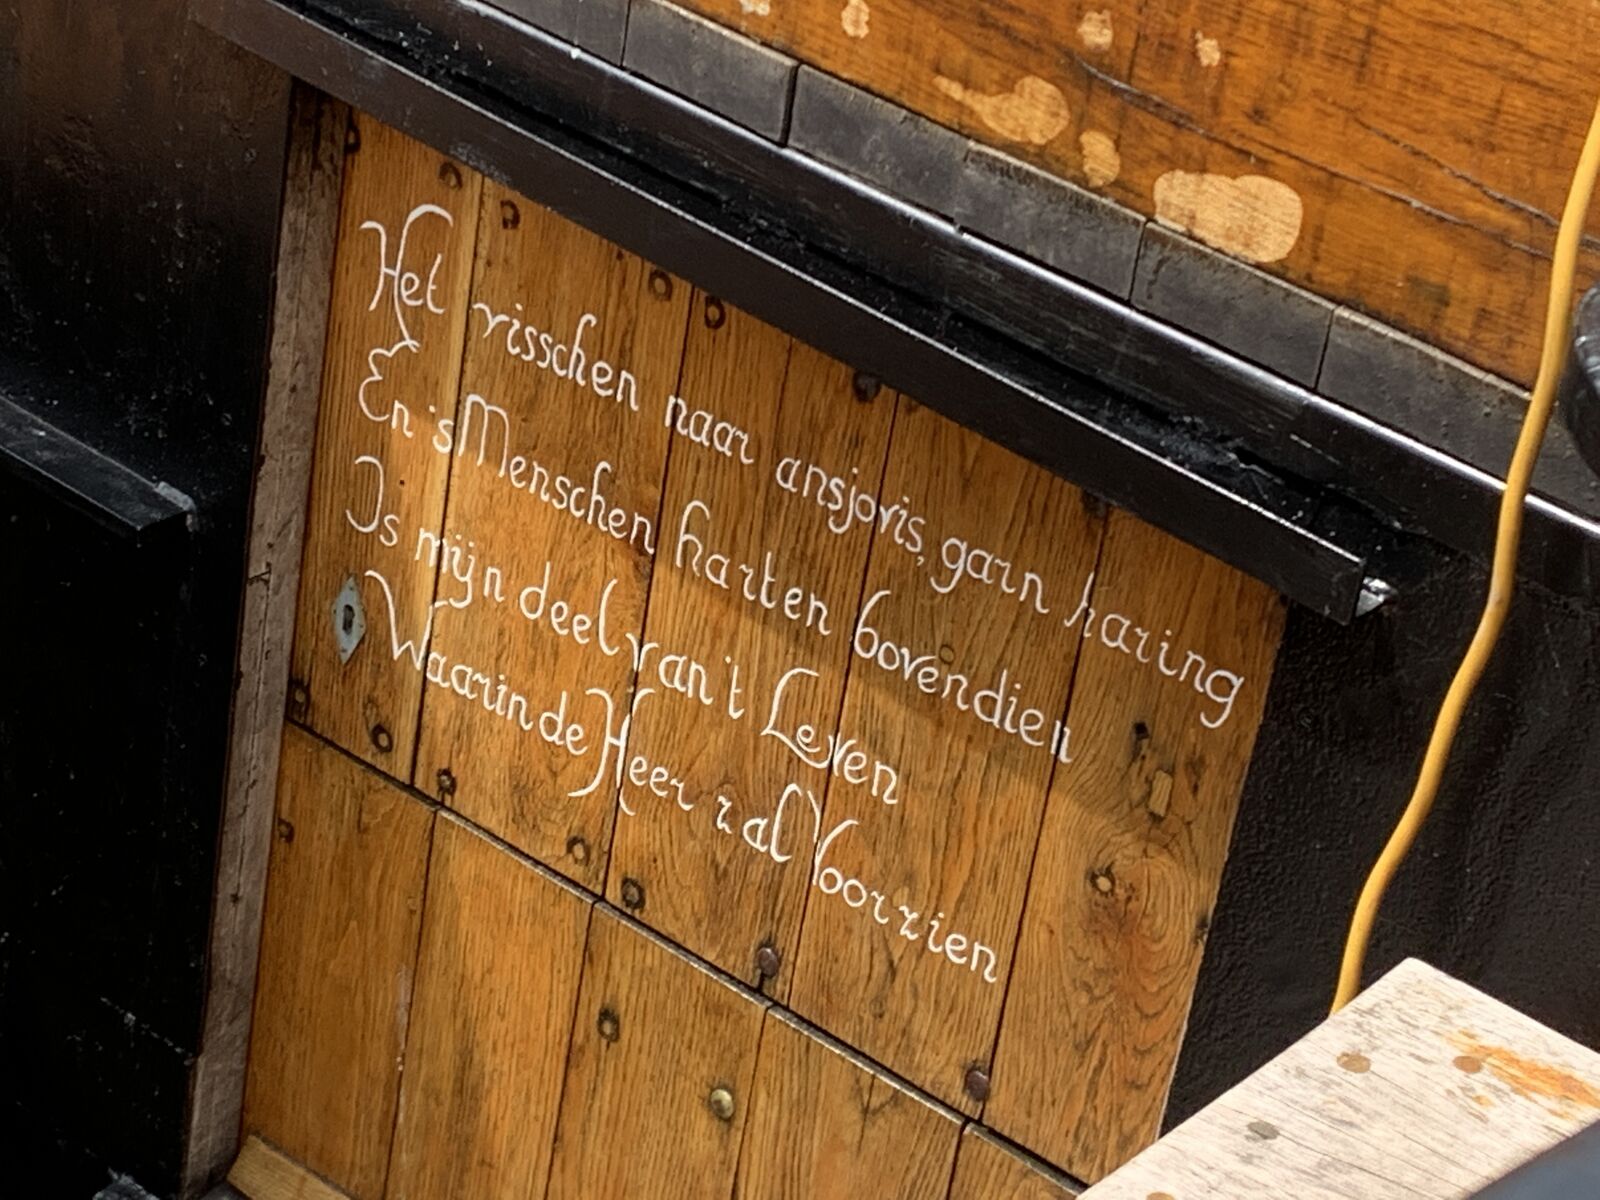 Het visschen naar ansjovis, garn haring
En 's Menschen harten bovendien
Is mijn deel van 't Leven
Waarin de Heer zal Voorzien